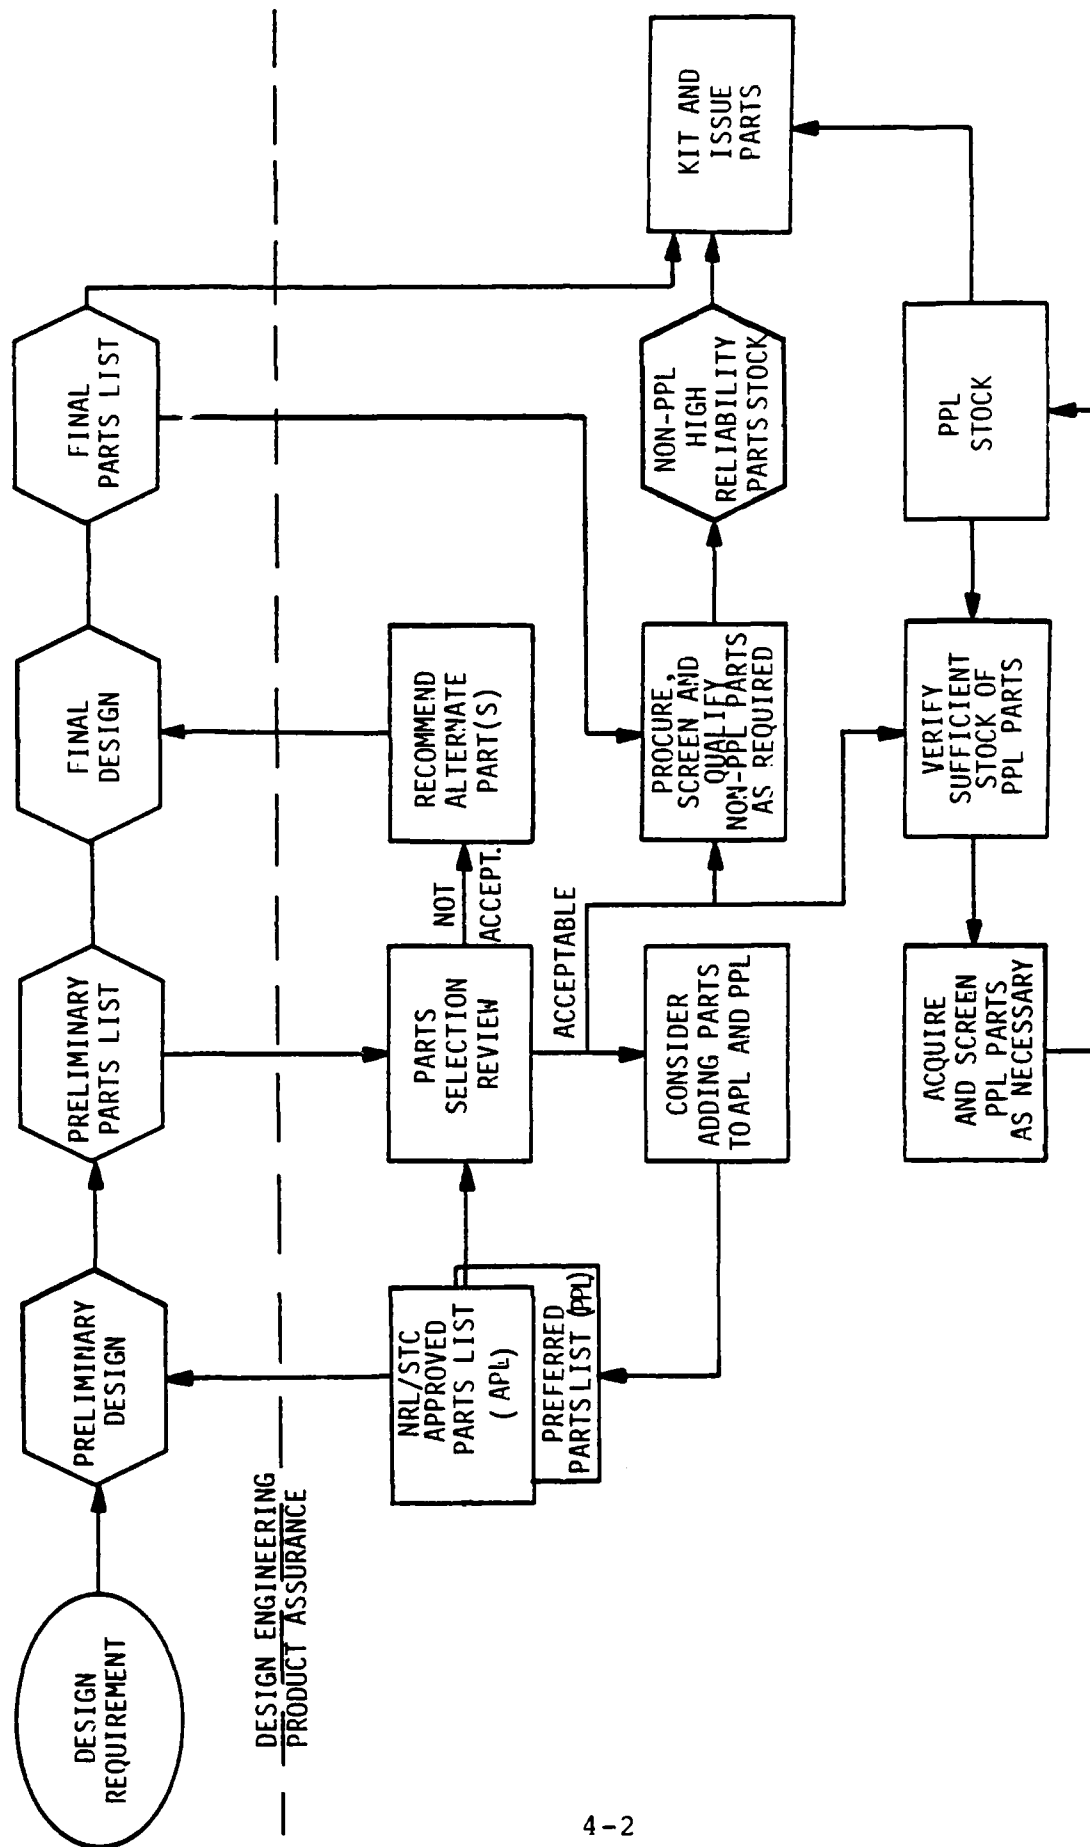 DESIGN
REQUIREMENT
PRELIMINARY
DESIGN
PRELIMINARY
PARTS LIST
FINAL
DESIGN
FINAL
PARTS LIST
DESIGN ENGINEERING
PRODUCT ASSURANCE
NRL/STC
APPROVED
PARTS LIST
(APL)
PREFERRED
PARTS LIST (PPL)
PARTS
SELECTION
REVIEW
NOT
ACCEPT.
RECOMMEND
ALTERNATE
PART(S)
ACCEPTABLE
CONSIDER
ADDING PARTS
TO APL AND PPL
PROCURE,
SCREEN AND
QUALIFY
NON-PPL PARTS
AS REQUIRED
NON-PPL
HIGH
RELIABILITY
PARTS STOCK
KIT AND
ISSUE
PARTS
ACQUIRE
AND SCREEN
PPL PARTS
AS NECESSARY
VERIFY
SUFFICIENT
STOCK OF
PPL PARTS
PPL
STOCK
4-2